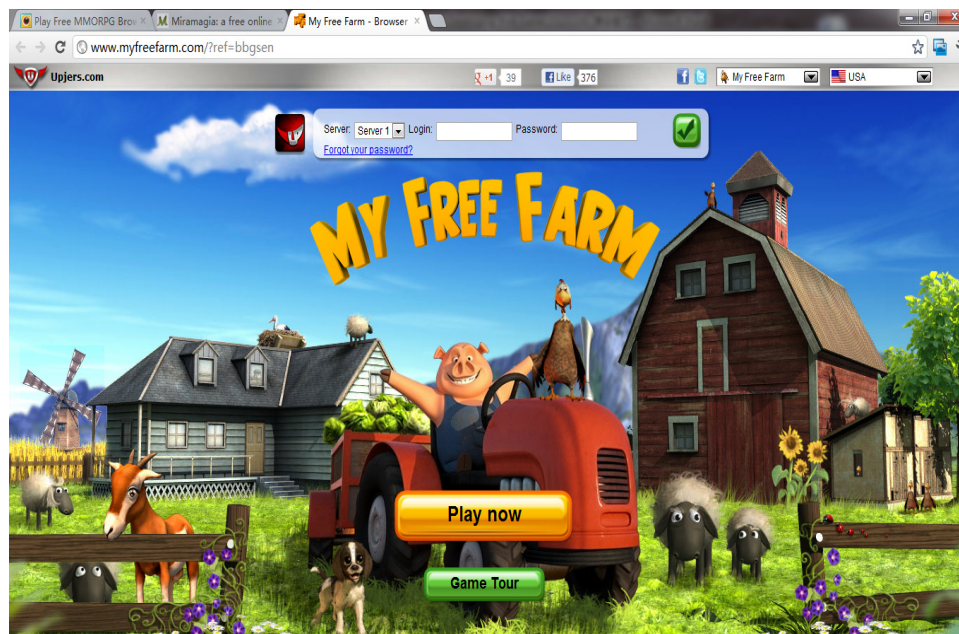 Play Free MMORPG Brow
Miramagia: a free online
My Free Farm - Browser
www.myfreefarm.com/?ref=bbgsen
Upjers.com
+1 39
Like 376
My Free Farm
USA
Server: Server 1 Login: Password:
Forgot your password?
MY FREE FARM
Play now
Game Tour